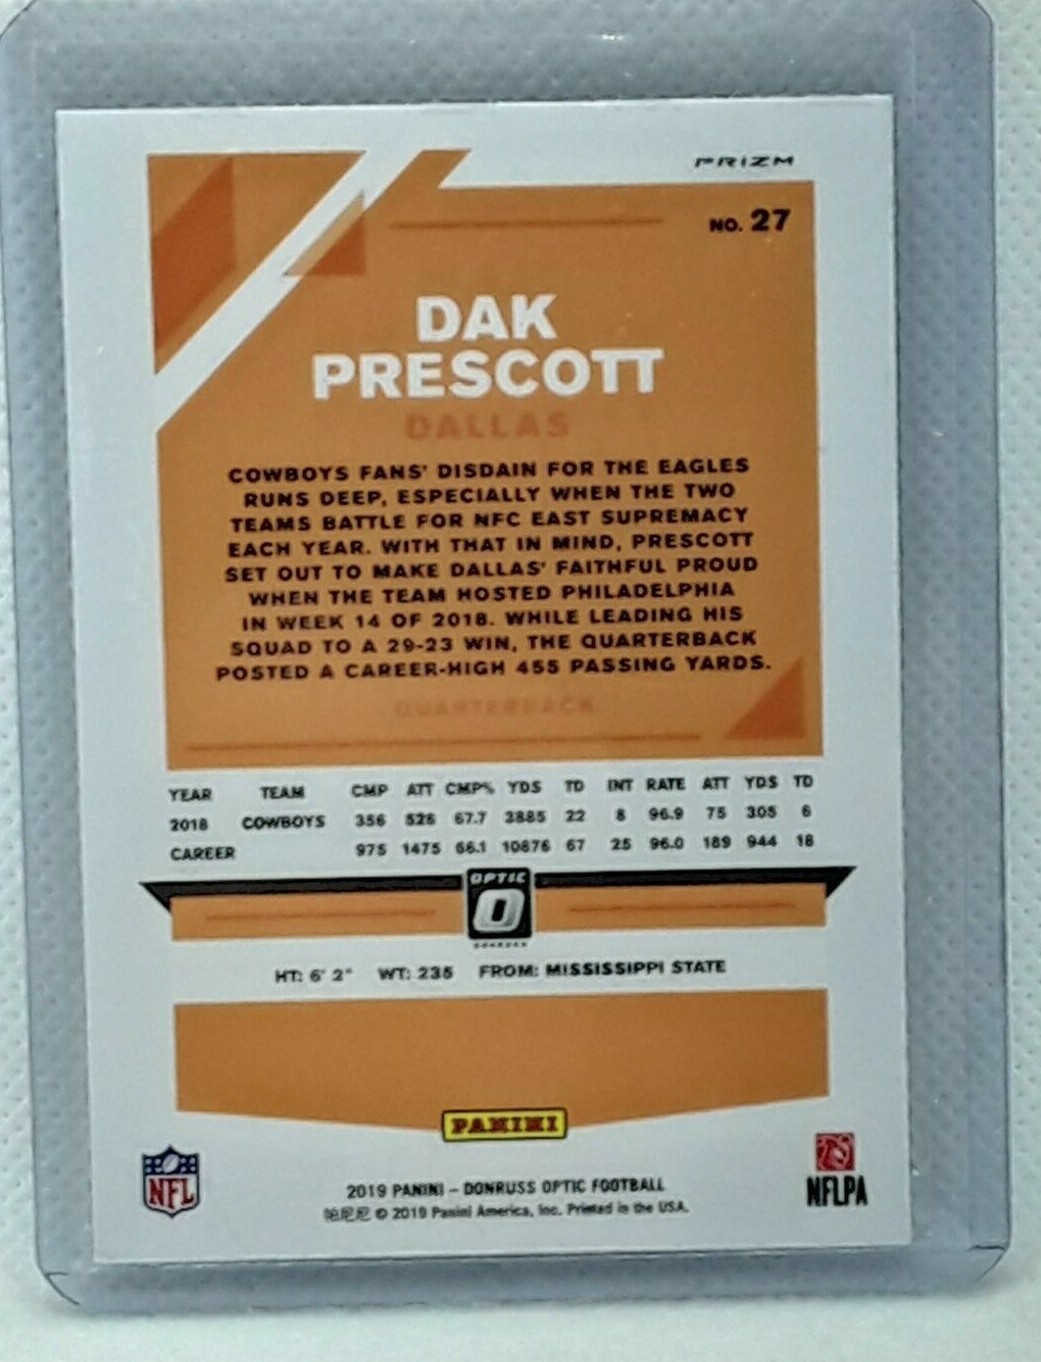 PRIZM
NO. 27
DAK
PRESCOTT
DALLAS
COWBOYS FANS' DISDAIN FOR THE EAGLES
RUNS DEEP, ESPECIALLY WHEN THE TWO
TEAMS BATTLE FOR NFC EAST SUPREMACY
EACH YEAR. WITH THAT IN MIND, PRESCOTT
SET OUT TO MAKE DALLAS' FAITHFUL PROUD
WHEN THE TEAM HOSTED PHILADELPHIA
IN WEEK 14 OF 2018. WHILE LEADING HIS
SQUAD TO A 29-23 WIN, THE QUARTERBACK
POSTED A CAREER-HIGH 455 PASSING YARDS.
QUARTERBACK
YEAR TEAM CMP ATT CMP% YDS TD INT RATE ATT YDS TD
2018 COWBOYS 356 526 67.7 3885 22 8 96.9 75 305 6
CAREER 975 1475 66.1 10876 67 25 96.0 189 944 18
OPTIC
O
DONRUSS
HT: 6' 2" WT: 235 FROM: MISSISSIPPI STATE
PANINI
NFL
NFLPA
2019 PANINI – DONRUSS OPTIC FOOTBALL
帕尼尼 © 2019 Panini America, Inc. Printed in the USA.